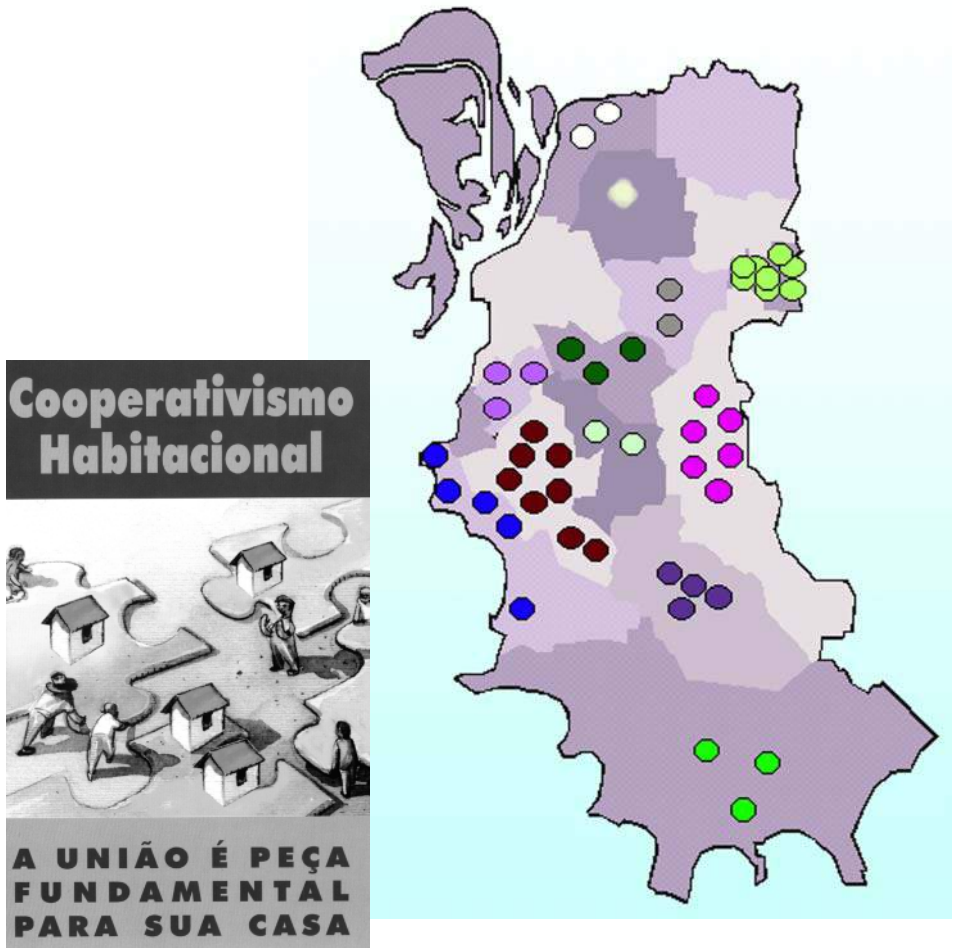 Cooperativismo
Habitacional
A UNIÃO É PEÇA
FUNDAMENTAL
PARA SUA CASA